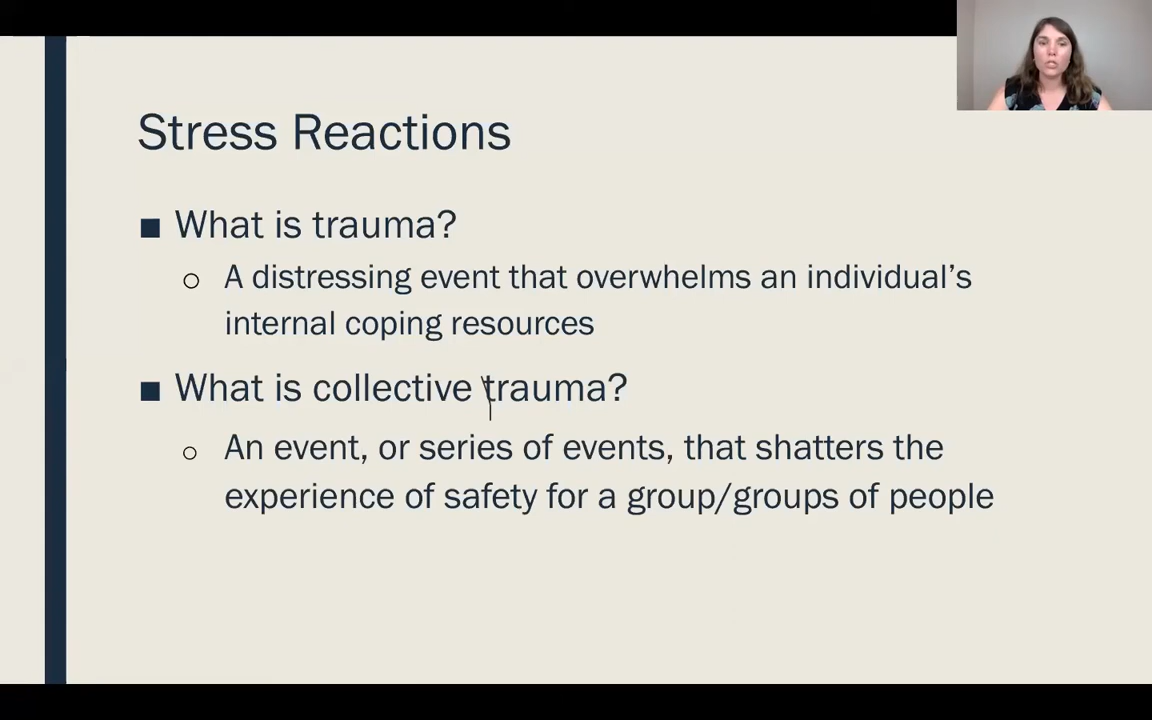 Stress Reactions
■ What is trauma?
o A distressing event that overwhelms an individual’s
internal coping resources
■ What is collective trauma?
o An event, or series of events, that shatters the
experience of safety for a group/groups of people